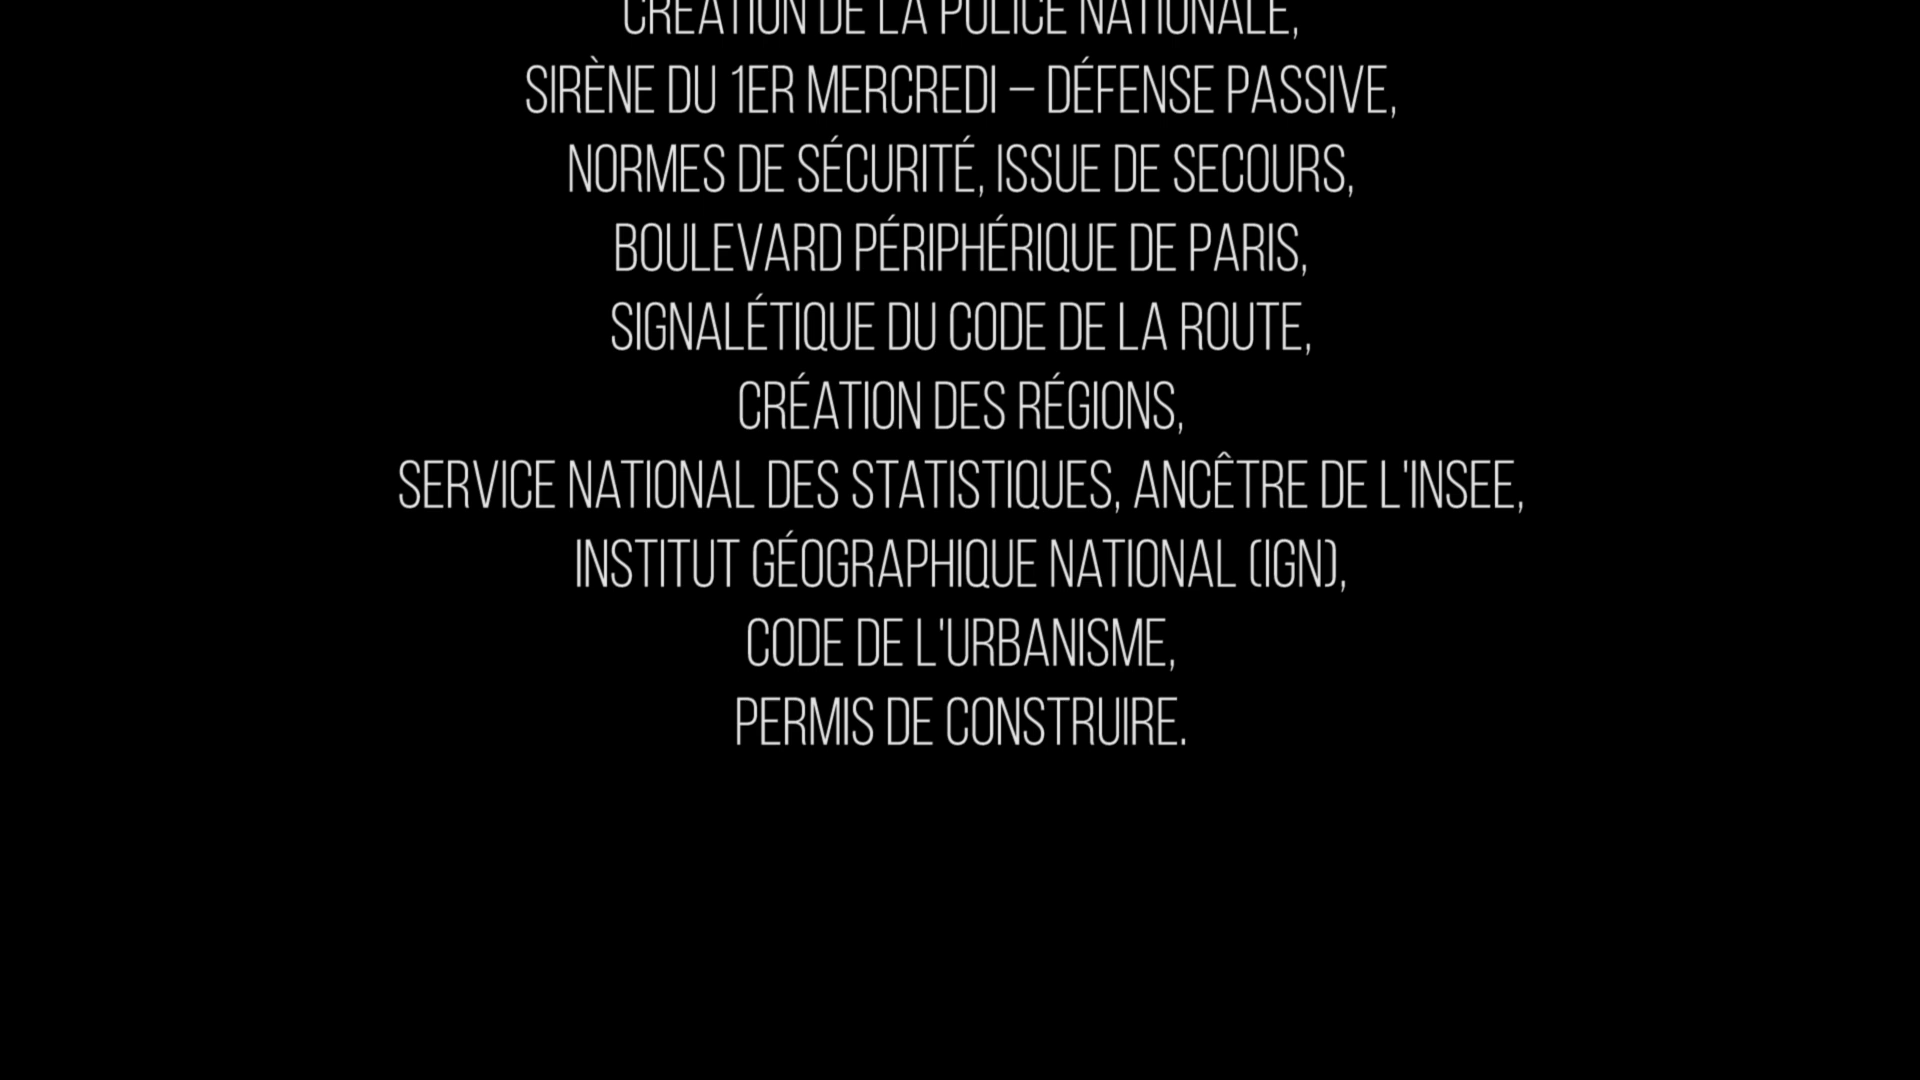 CRÉATION DE LA POLICE NATIONALE,
SIRÈNE DU 1ER MERCREDI – DÉFENSE PASSIVE,
NORMES DE SÉCURITÉ, ISSUE DE SECOURS,
BOULEVARD PÉRIPHÉRIQUE DE PARIS,
SIGNALÉTIQUE DU CODE DE LA ROUTE,
CRÉATION DES RÉGIONS,
SERVICE NATIONAL DES STATISTIQUES, ANCÊTRE DE L'INSEE,
INSTITUT GÉOGRAPHIQUE NATIONAL (IGN),
CODE DE L'URBANISME,
PERMIS DE CONSTRUIRE.